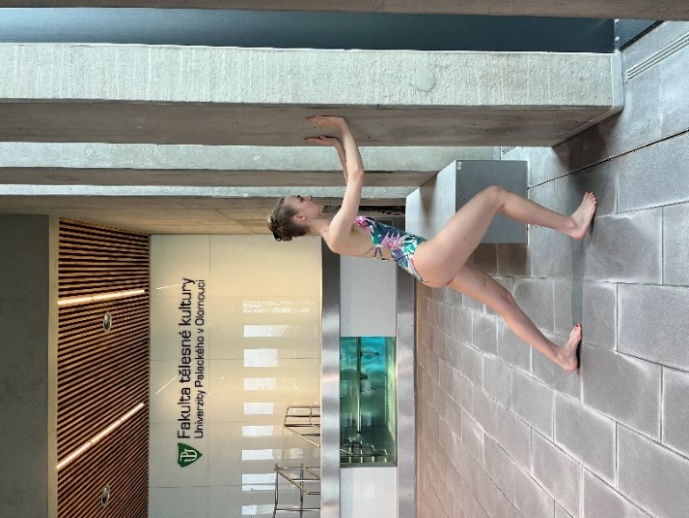 Fakulta tělesné kultury
Univerzity Palackého v Olomouci